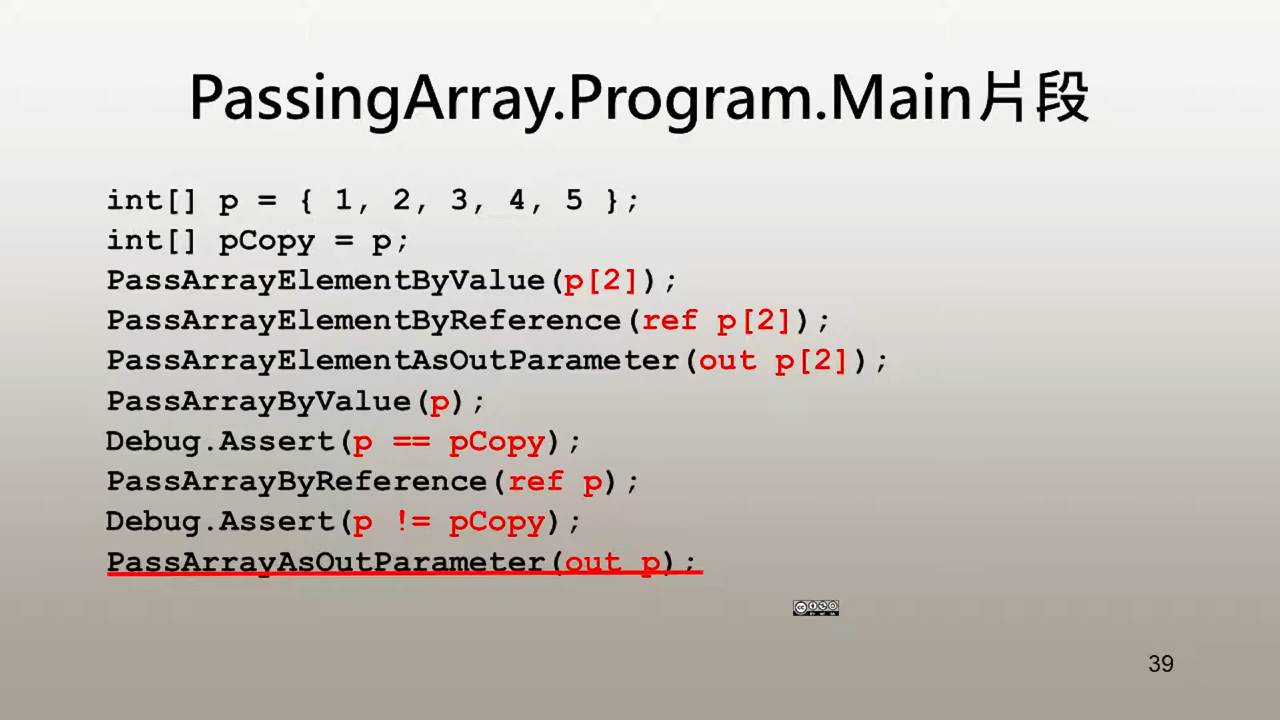 PassingArray.Program.Main片段
int[] p = { 1, 2, 3, 4, 5 };
int[] pCopy = p;
PassArrayElementByValue(p[2]);
PassArrayElementByReference(ref p[2]);
PassArrayElementAsOutParameter(out p[2]);
PassArrayByValue(p);
Debug.Assert(p == pCopy);
PassArrayByReference(ref p);
Debug.Assert(p != pCopy);
PassArrayAsOutParameter(out p);
39